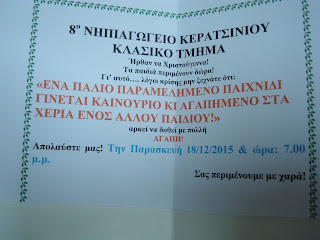 8ο ΝΗΠΙΑΓΩΓΕΙΟ ΚΕΡΑΤΣΙΝΙΟΥ
ΚΛΑΣΙΚΟ ΤΜΗΜΑ
Ήρθαν τα Χριστούγεννα!
Τα παιδιά περιμένουν δώρα!
Γι' αυτό…. λόγω κρίσης μην ξεχνάτε ότι:
«ΕΝΑ ΠΑΛΙΟ ΠΑΡΑΜΕΛΗΜΕΝΟ ΠΑΙΧΝΙΔΙ
ΓΙΝΕΤΑΙ ΚΑΙΝΟΥΡΙΟ ΚΙ ΑΓΑΠΗΜΕΝΟ ΣΤΑ
ΧΕΡΙΑ ΕΝΟΣ ΑΛΛΟΥ ΠΑΙΔΙΟΥ!»
αρκεί να δοθεί με πολλή
ΑΓΑΠΗ!
Απολαύστε μας! Την Παρασκευή 18/12/2015 & ώρα: 7.00
μ.μ.
Σας περιμένουμε με χαρά!